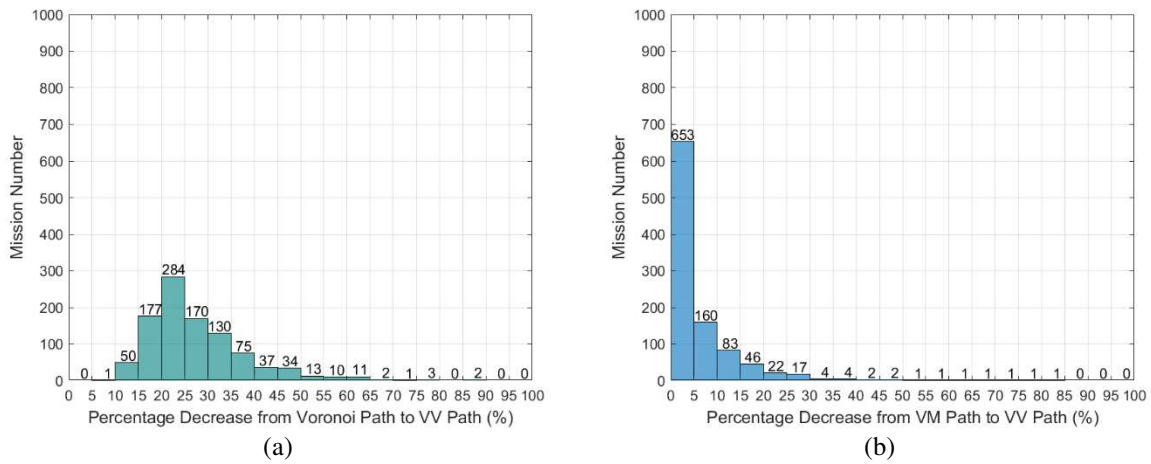 1000
900
800
700
600
500
400
300
200
100
0
Mission Number
0 1 50 177 284 170 130 75 37 34 13 10 11 2 1 3 0 2 0 0
0 5 10 15 20 25 30 35 40 45 50 55 60 65 70 75 80 85 90 95 100
Percentage Decrease from Voronoi Path to VV Path (%)
(a)
1000
900
800
700
600
500
400
300
200
100
0
Mission Number
653 160 83 46 22 17 4 4 2 2 1 1 1 1 1 1 1 0 0 0
0 5 10 15 20 25 30 35 40 45 50 55 60 65 70 75 80 85 90 95 100
Percentage Decrease from VM Path to VV Path (%)
(b)